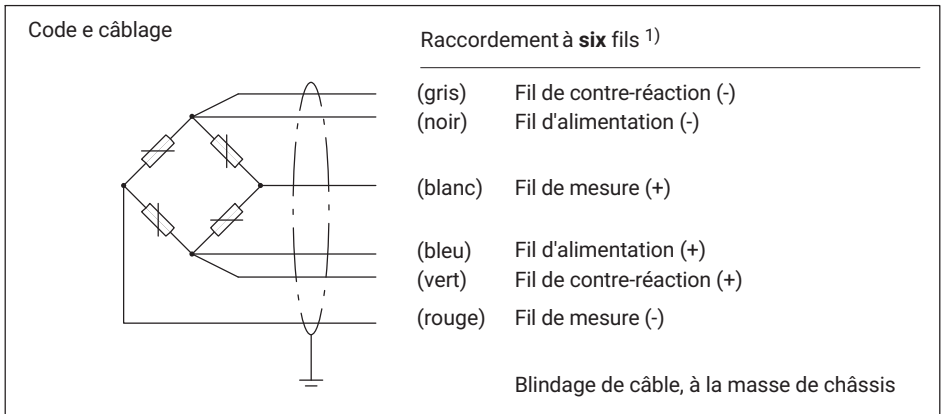 Code e câblage
Raccordement à six fils 1)
(gris) Fil de contre-réaction (-)
(noir) Fil d'alimentation (-)
(blanc) Fil de mesure (+)
(bleu) Fil d'alimentation (+)
(vert) Fil de contre-réaction (+)
(rouge) Fil de mesure (-)
Blindage de câble, à la masse de châssis